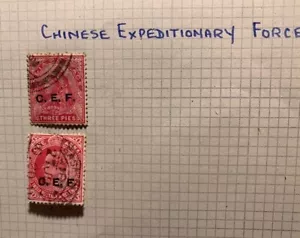 CHINESE EXPEDITIONARY FORCE
C. E. F.
THREE PIES
C. E. F.